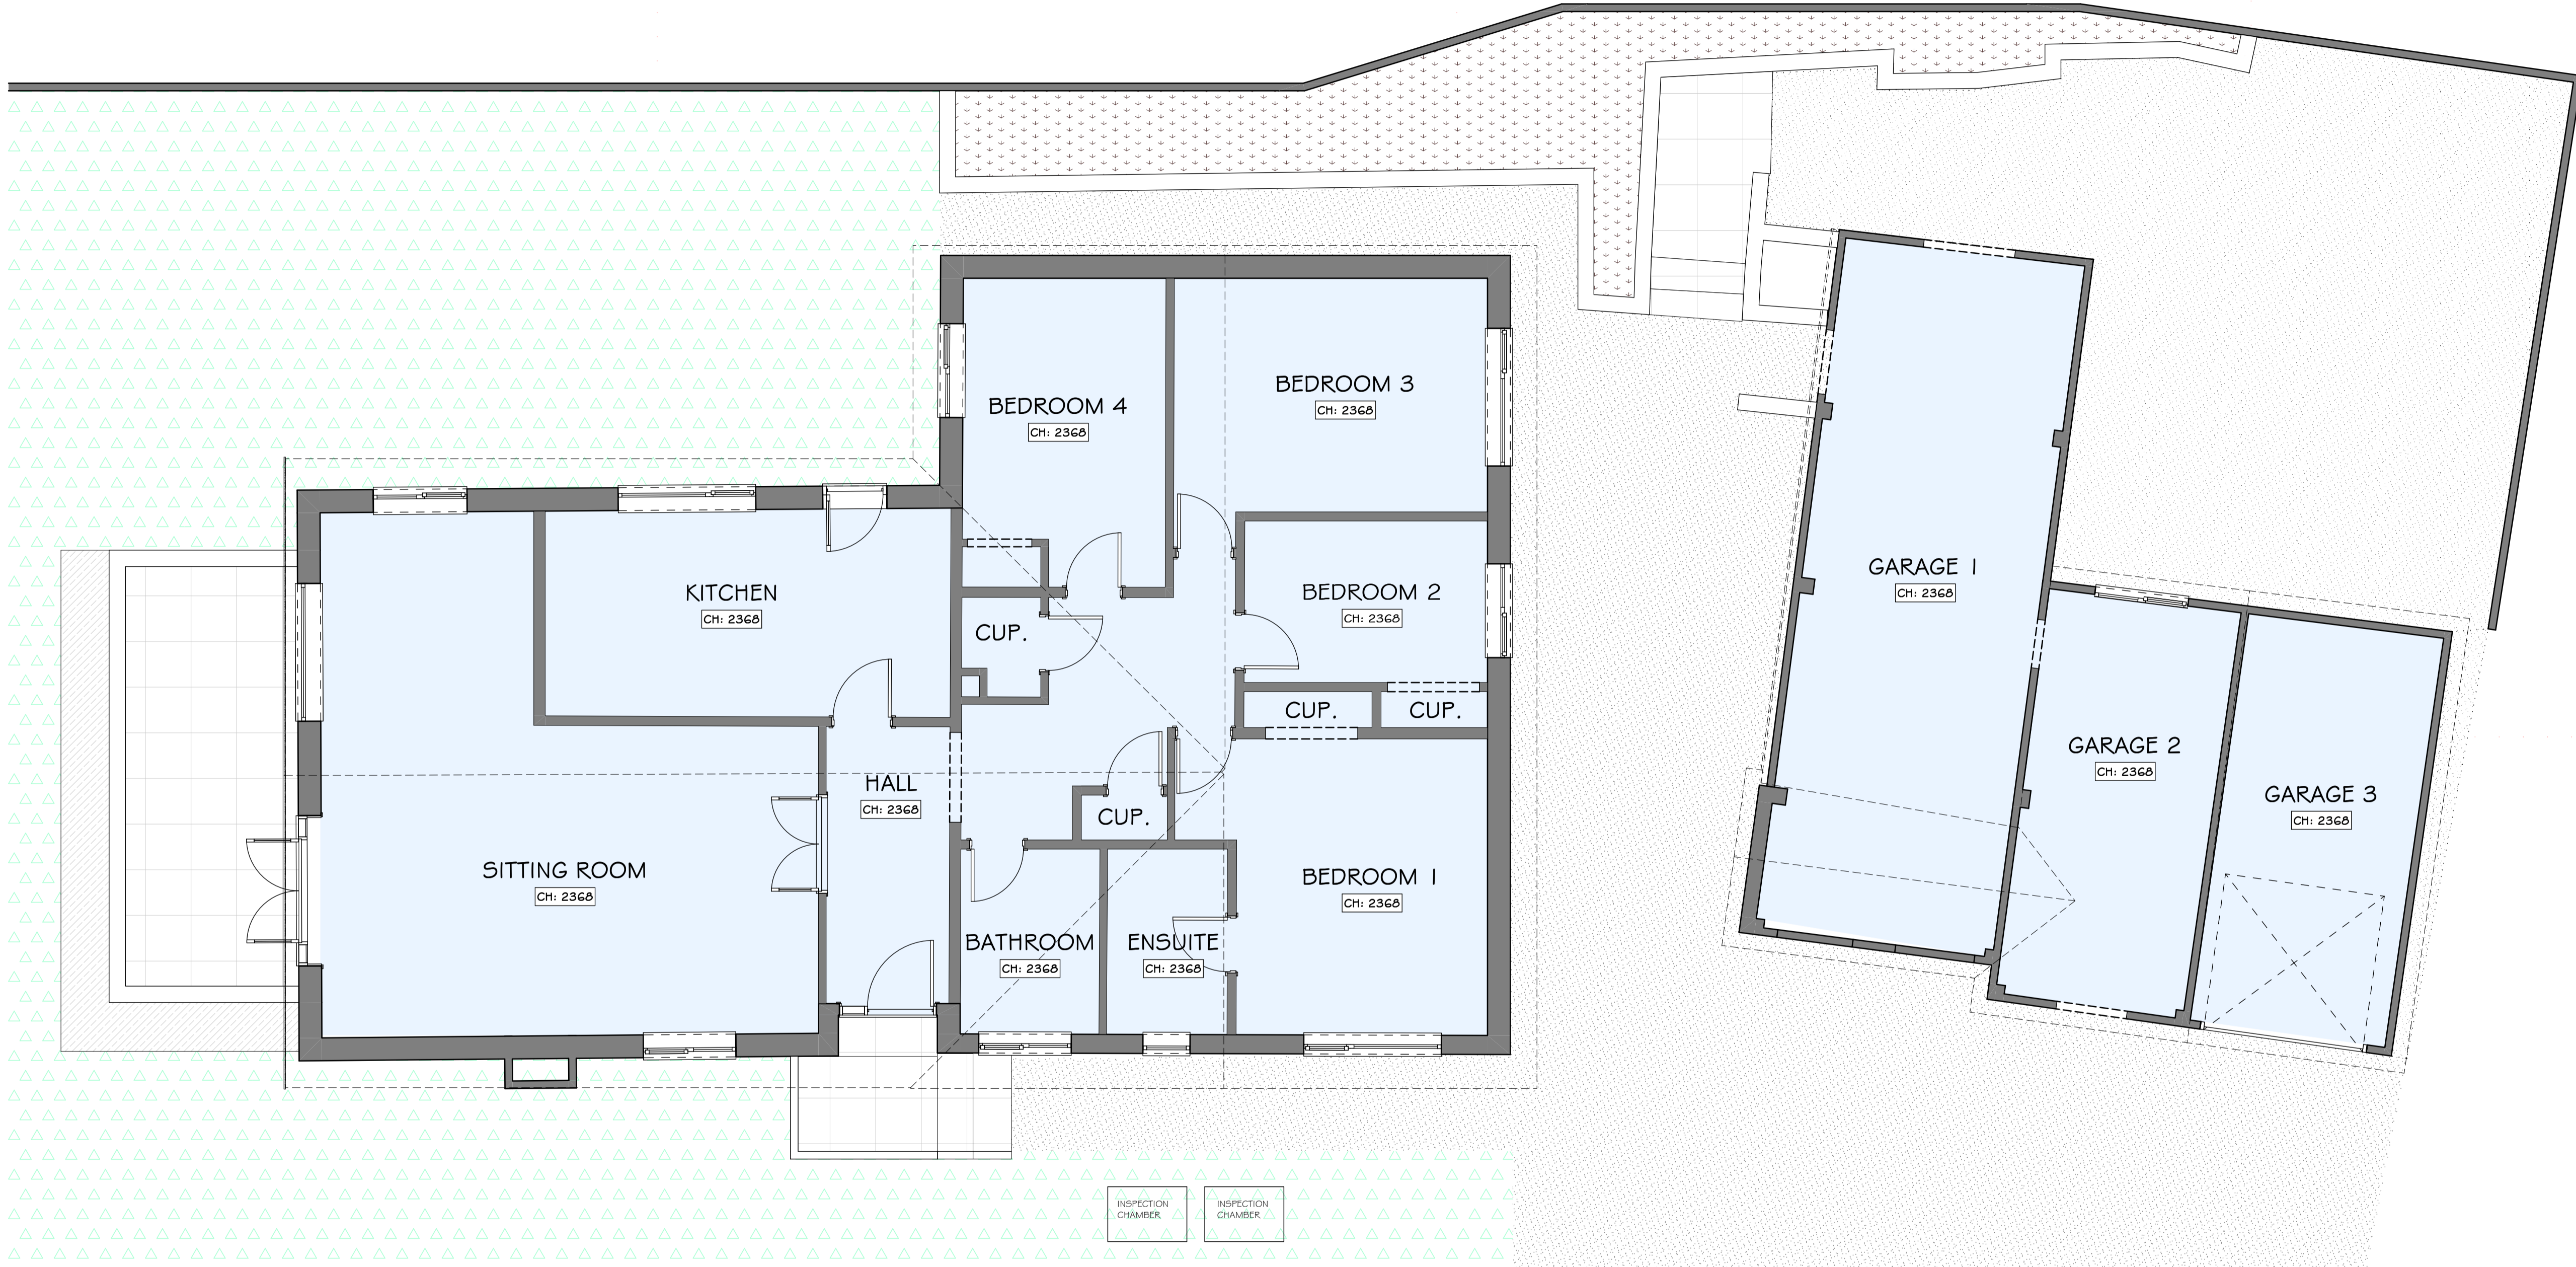 BEDROOM 4
CH: 2368
BEDROOM 3
CH: 2368
KITCHEN
CH: 2368
CUP.
BEDROOM 2
CH: 2368
CUP.
CUP.
HALL
CH: 2368
CUP.
SITTING ROOM
CH: 2368
BATHROOM
CH: 2368
ENSUITE
CH: 2368
BEDROOM 1
CH: 2368
GARAGE 1
CH: 2368
GARAGE 2
CH: 2368
GARAGE 3
CH: 2368
INSPECTION
CHAMBER
INSPECTION
CHAMBER